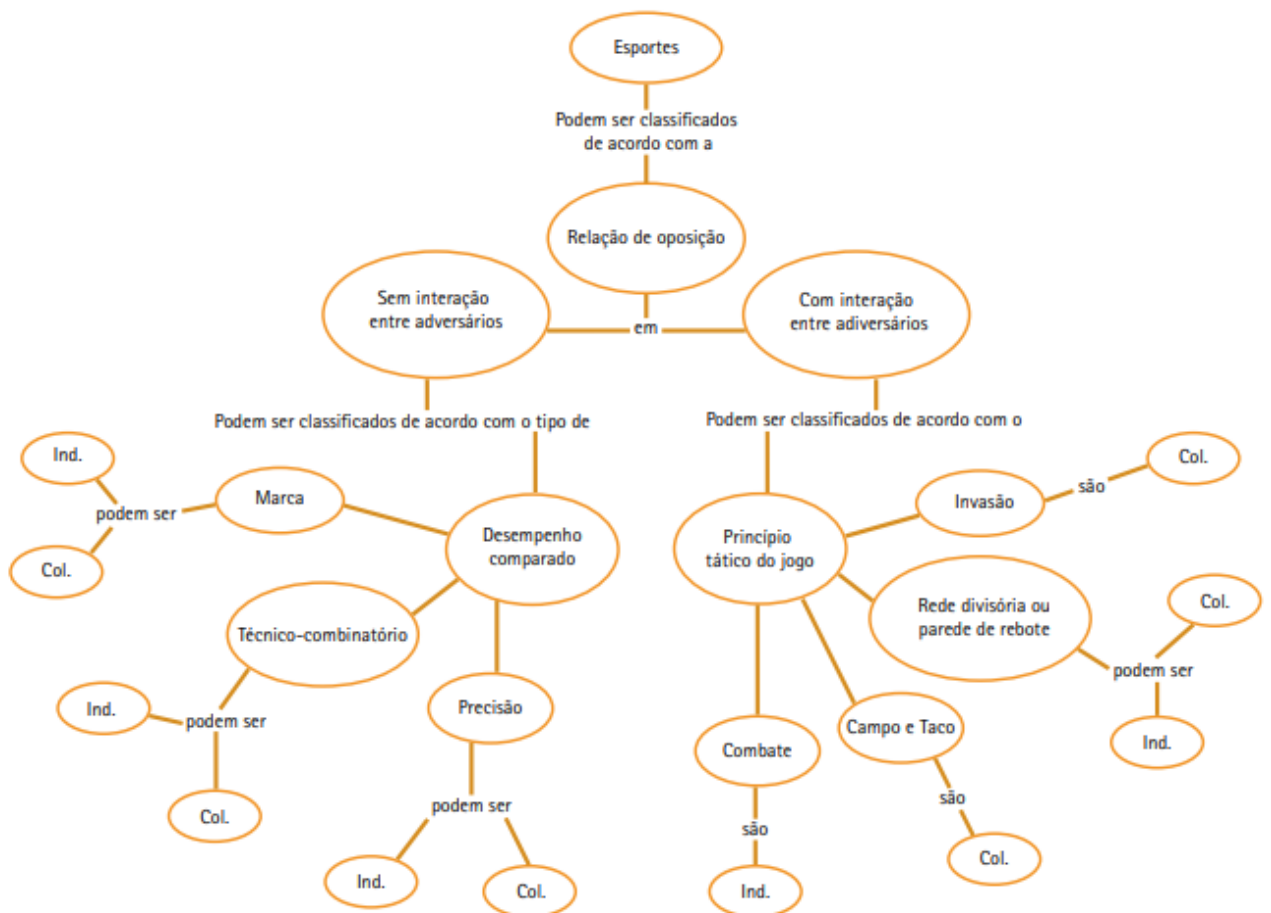 Esportes
Podem ser classificados
de acordo com a
Relação de oposição
Sem interação
entre adversários
em
Com interação
entre adiversários
Podem ser classificados de acordo com o tipo de
Podem ser classificados de acordo com o
Ind.
podem ser
Col.
Marca
Desempenho
comparado
Técnico-combinatório
Ind.
podem ser
Col.
Precisão
podem ser
Ind.
Col.
Princípio
tático do jogo
Invasão
são
Col.
Rede divisória ou
parede de rebote
Col.
podem ser
Ind.
Campo e Taco
são
Col.
Combate
são
Ind.